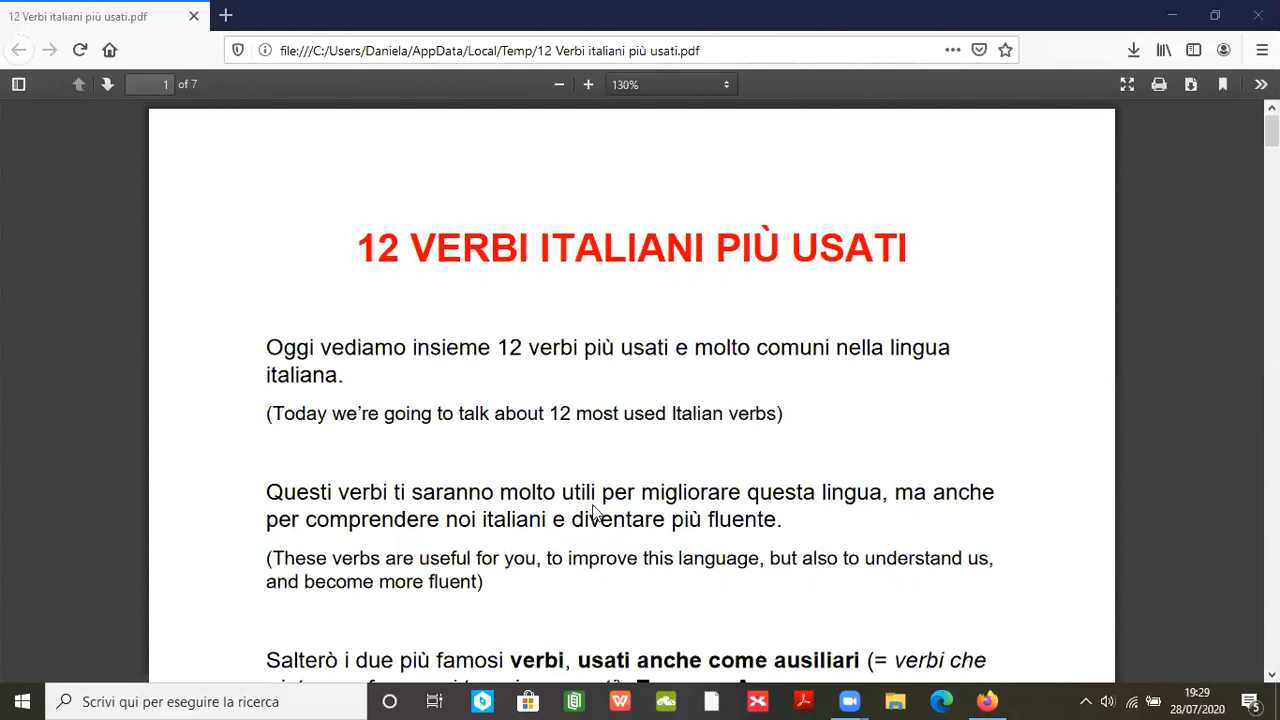 12 Verbi italiani più usati.pdf
file:///C:/Users/Daniela/AppData/Local/Temp/12 Verbi italiani più usati.pdf
1 of 7
130%
12 VERBI ITALIANI PIÙ USATI
Oggi vediamo insieme 12 verbi più usati e molto comuni nella lingua
italiana.
(Today we're going to talk about 12 most used Italian verbs)
Questi verbi ti saranno molto utili per migliorare questa lingua, ma anche
per comprendere noi italiani e diventare più fluente.
(These verbs are useful for you, to improve this language, but also to understand us,
and become more fluent)
Salterò i due più famosi verbi, usati anche come ausiliari (= verbi che
Scrivi qui per eseguire la ricerca
19:29
28/07/2020
5